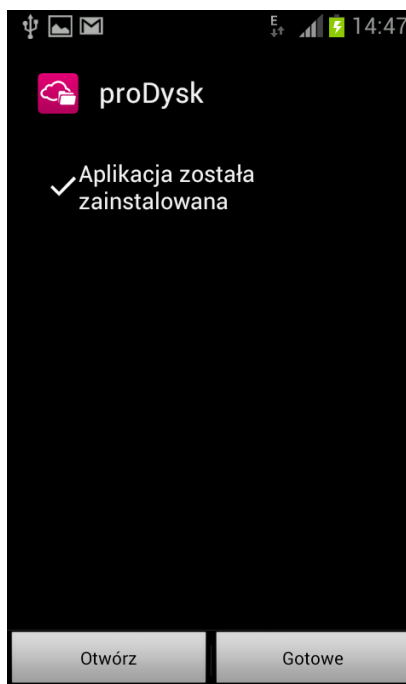 E 14:47
proDysk
Aplikacja została
zainstalowana
Otwórz Gotowe